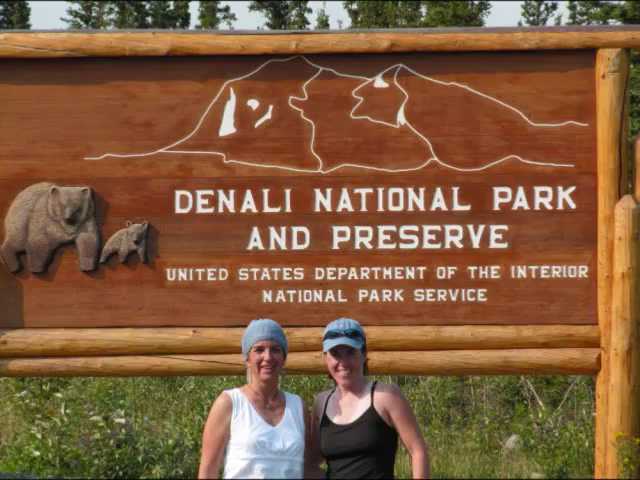 DENALI NATIONAL PARK
AND PRESERVE
UNITED STATES DEPARTMENT OF THE INTERIOR
NATIONAL PARK SERVICE